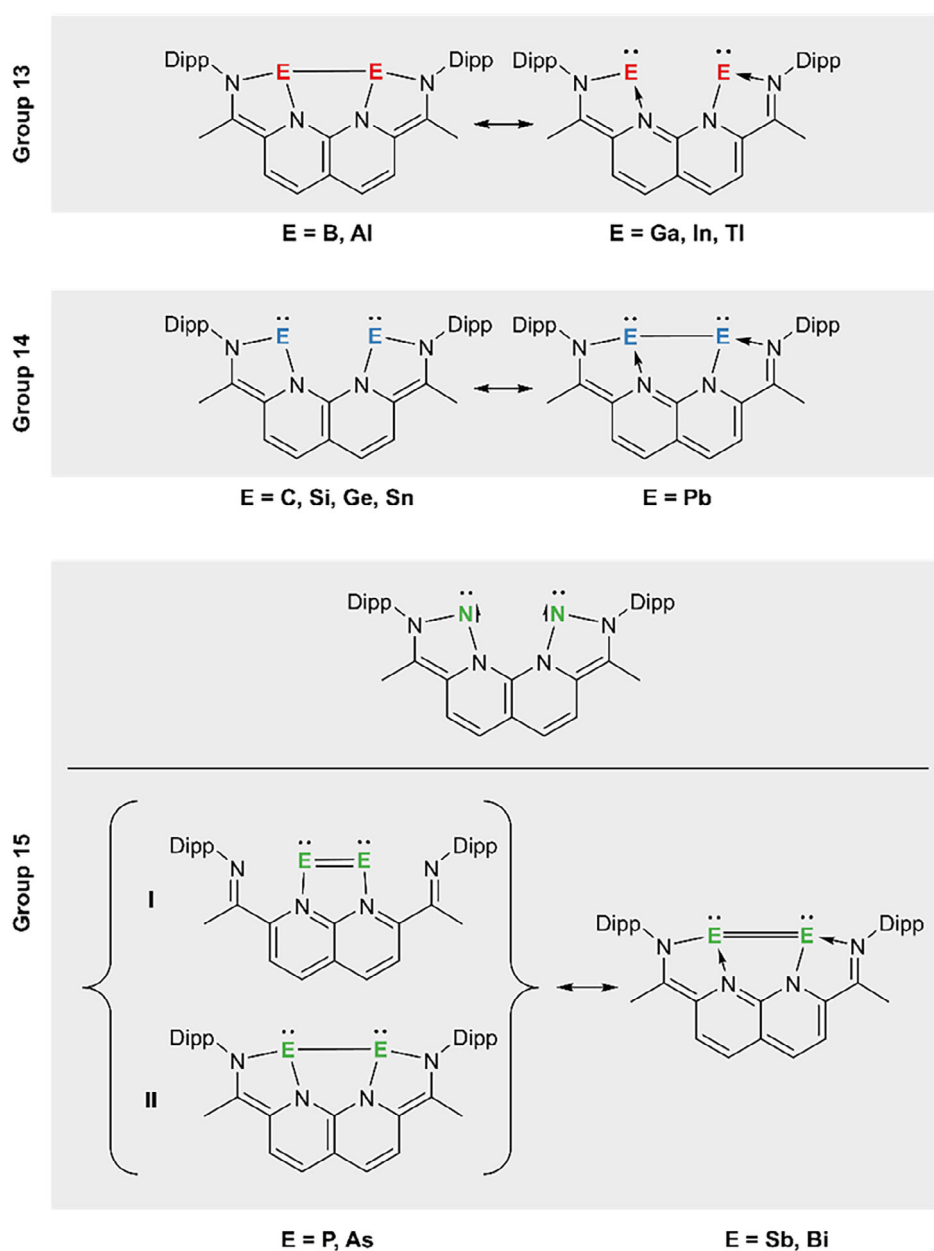 Group 13
Dipp E E Dipp
N N
N N
Dipp E E Dipp
N N
N N
E = B, Al
E = Ga, In, Tl
Group 14
Dipp E E Dipp
N N
N N
Dipp E E Dipp
N N
N N
E = C, Si, Ge, Sn
E = Pb
Group 15
Dipp N N Dipp
N N
N N
I
Dipp E E Dipp
N N
N N
II
Dipp E E Dipp
N N
N N
Dipp E E Dipp
N N
N N
E = P, As
E = Sb, Bi